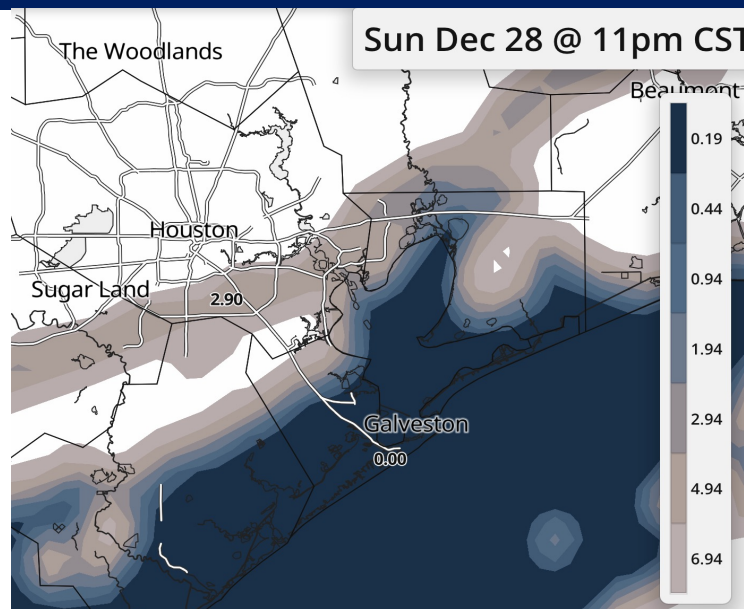 Sun Dec 28 @ 11pm CST
The Woodlands
Beaumont
0.19
0.44
Houston
0.94
Sugar Land
2.90
1.94
2.94
Galveston
0.00
4.94
6.94